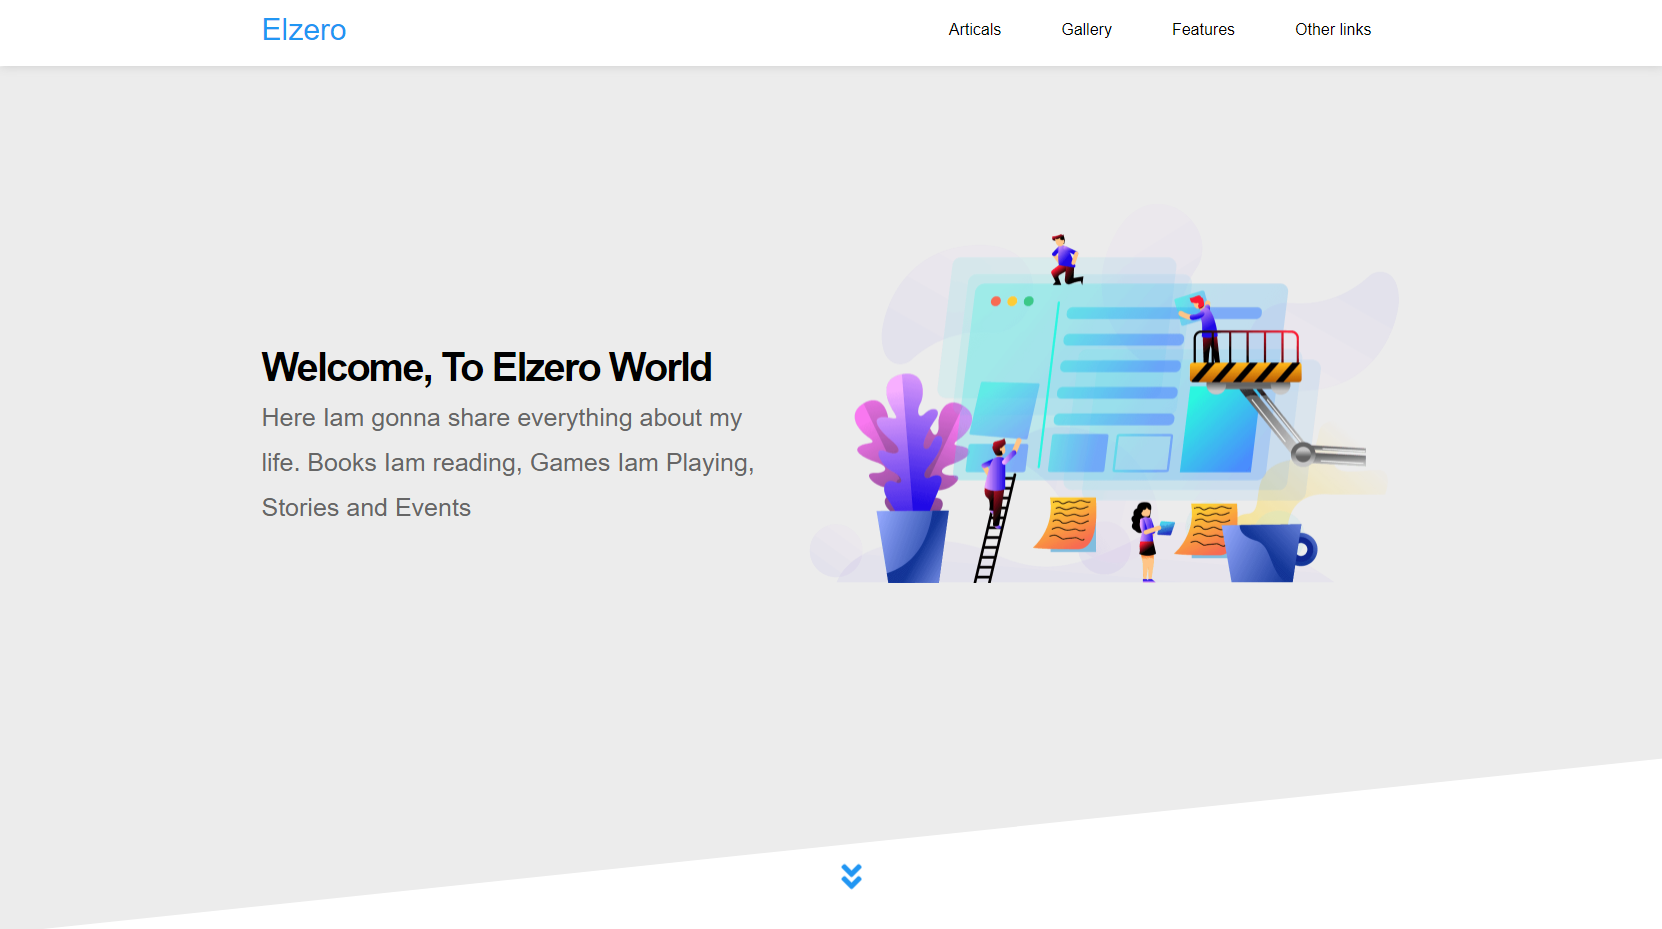 Elzero
Articals
Gallery
Features
Other links
Welcome, To Elzero World
Here Iam gonna share everything about my
life. Books Iam reading, Games Iam Playing,
Stories and Events